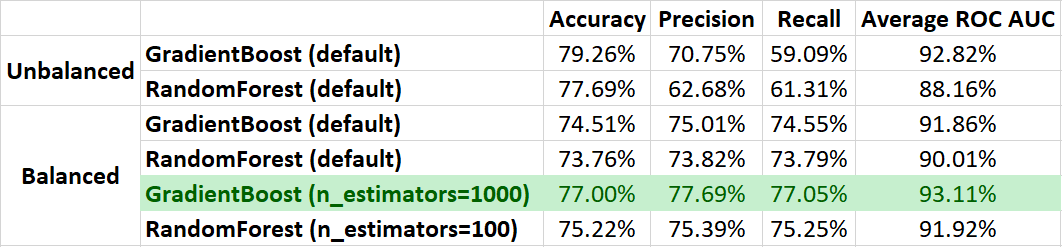 Accuracy Precision Recall Average ROC AUC
Unbalanced
GradientBoost (default) 79.26% 70.75% 59.09% 92.82%
RandomForest (default) 77.69% 62.68% 61.31% 88.16%
Balanced
GradientBoost (default) 74.51% 75.01% 74.55% 91.86%
RandomForest (default) 73.76% 73.82% 73.79% 90.01%
GradientBoost (n_estimators=1000) 77.00% 77.69% 77.05% 93.11%
RandomForest (n_estimators=100) 75.22% 75.39% 75.25% 91.92%